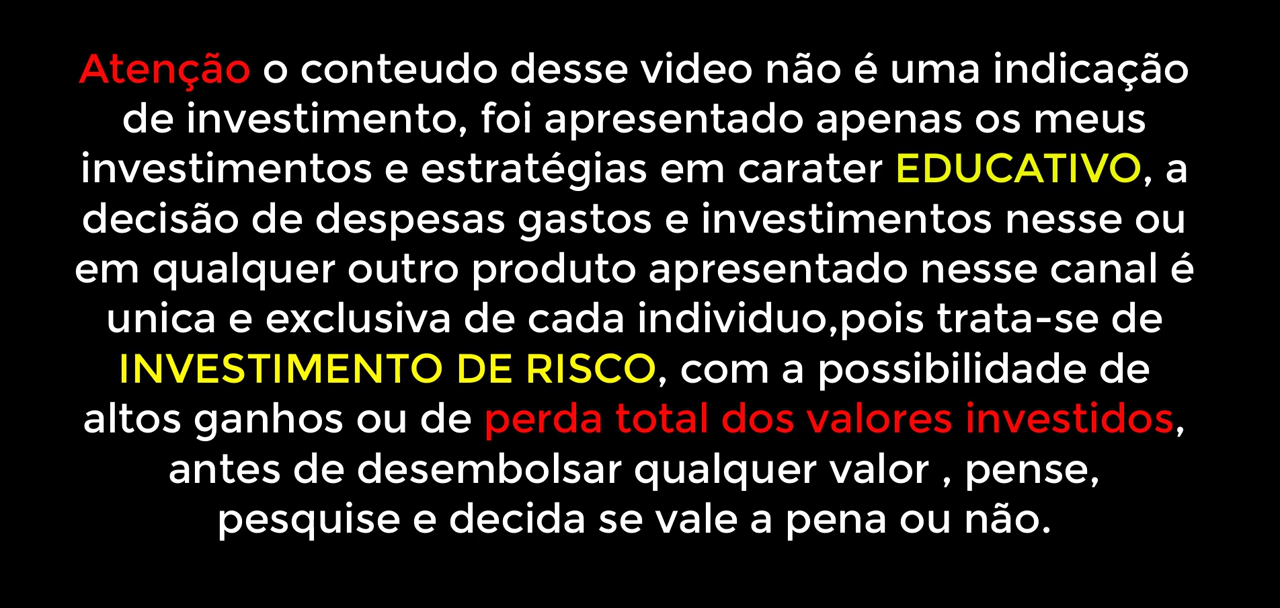 Atenção o conteudo desse video não é uma indicação
de investimento, foi apresentado apenas os meus
investimentos e estratégias em carater EDUCATIVO, a
decisão de despesas gastos e investimentos nesse ou
em qualquer outro produto apresentado nesse canal é
unica e exclusiva de cada individuo,pois trata-se de
INVESTIMENTO DE RISCO, com a possibilidade de
altos ganhos ou de perda total dos valores investidos,
antes de desembolsar qualquer valor , pense,
pesquise e decida se vale a pena ou não.